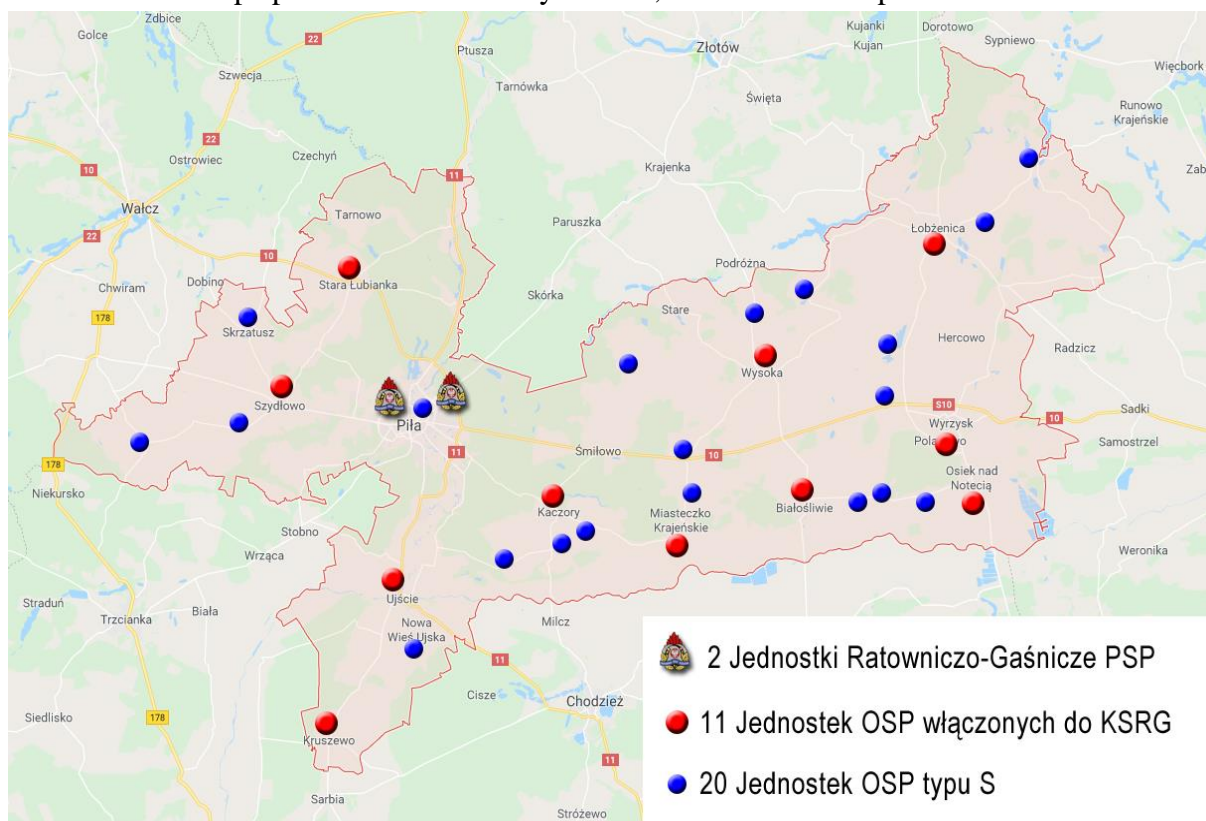 Zdbice
Golce
22
Ptusza
Szwecja
Tarnówka
Złotów
Święta
Kujanki
Kujan
Dorotowo
Sypniewo
Więcbork
Runowo
Krajeńskie
22
Ostrowiec
Czechyń
10
11
Krajenka
Wałcz
Tarnowo
Paruszka
Łobżenica
22
10
Podróżna
Chwiram
Dobino
Stara Łubianka
Skórka
178
Skrzatusz
Stare
Hercowo
Radzicz
Wysoka
Szydłowo
Piła
S10
10
Sadki
Wyrzysk
Samostrzel
11
Śmiłowo
10
178
Niekursko
Osiek nad
Notecią
Stobno
Kaczory
Miasteczko
Krajeńskie
Białośliwie
Wrząca
Weronika
Straduń
Trzcianka
Biała
Ujście
Nowa
Wieś Ujska
Milcz
11
Cisze
Chodzież
Siedlisko
178
Kruszewo
11
Sarbia
Stróżewo
2 Jednostki Ratowniczo-Gaśnicze PSP
11 Jednostek OSP włączonych do KSRG
20 Jednostek OSP typu S